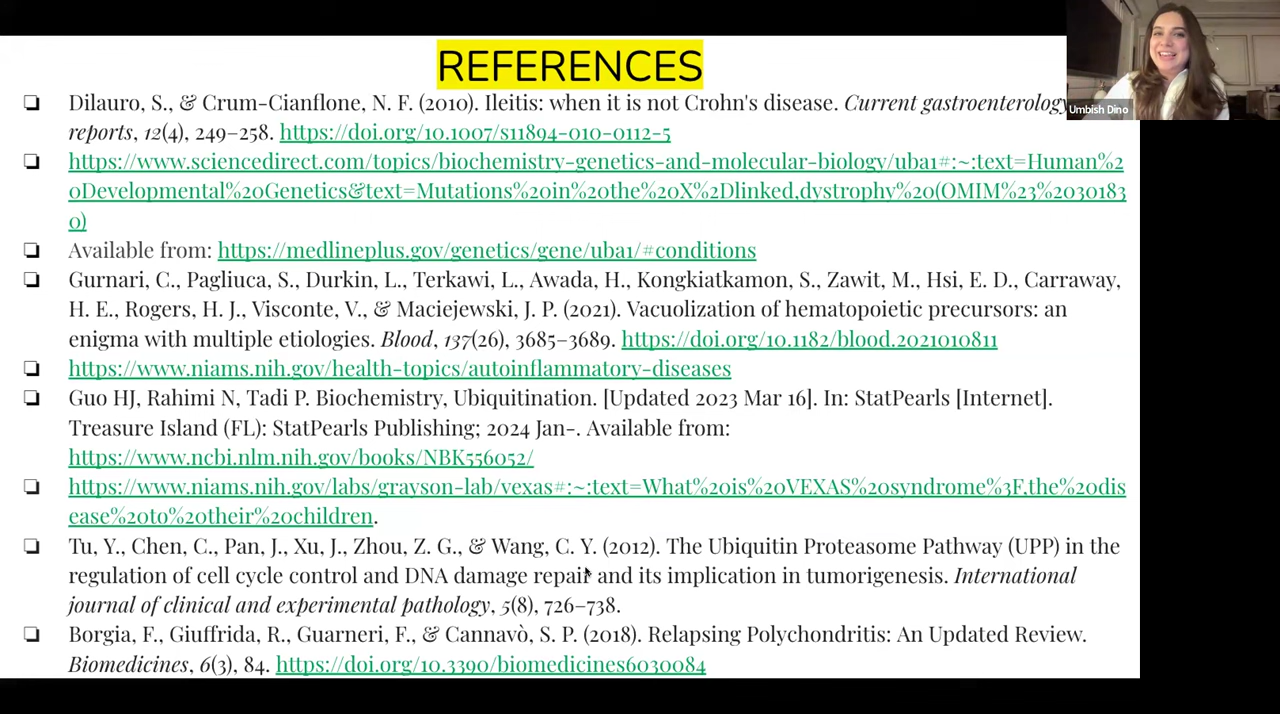 REFERENCES
Umbish Dino
❏ Dilauro, S., & Crum-Cianflone, N. F. (2010). Ileitis: when it is not Crohn's disease. Current gastroenterology
reports, 12(4), 249–258. https://doi.org/10.1007/s11894-010-0112-5
❏ https://www.sciencedirect.com/topics/biochemistry-genetics-and-molecular-biology/uba1#:~:text=Human%2
0Developmental%20Genetics&text=Mutations%20in%20the%20X%2Dlinked,dystrophy%20(OMIM%23%2030183
0)
❏ Available from: https://medlineplus.gov/genetics/gene/uba1/#conditions
❏ Gurnari, C., Pagliuca, S., Durkin, L., Terkawi, L., Awada, H., Kongkiatkamon, S., Zawit, M., Hsi, E. D., Carraway,
H. E., Rogers, H. J., Visconte, V., & Maciejewski, J. P. (2021). Vacuolization of hematopoietic precursors: an
enigma with multiple etiologies. Blood, 137(26), 3685–3689. https://doi.org/10.1182/blood.2021010811
❏ https://www.niams.nih.gov/health-topics/autoinflammatory-diseases
❏ Guo HJ, Rahimi N, Tadi P. Biochemistry, Ubiquitination. [Updated 2023 Mar 16]. In: StatPearls [Internet].
Treasure Island (FL): StatPearls Publishing; 2024 Jan-. Available from:
https://www.ncbi.nlm.nih.gov/books/NBK556052/
❏ https://www.niams.nih.gov/labs/grayson-lab/vexas#:~:text=What%20is%20VEXAS%20syndrome%3F,the%20dis
ease%20to%20their%20children.
❏ Tu, Y., Chen, C., Pan, J., Xu, J., Zhou, Z. G., & Wang, C. Y. (2012). The Ubiquitin Proteasome Pathway (UPP) in the
regulation of cell cycle control and DNA damage repair and its implication in tumorigenesis. International
journal of clinical and experimental pathology, 5(8), 726–738.
❏ Borgia, F., Giuffrida, R., Guarneri, F., & Cannavò, S. P. (2018). Relapsing Polychondritis: An Updated Review.
Biomedicines, 6(3), 84. https://doi.org/10.3390/biomedicines6030084